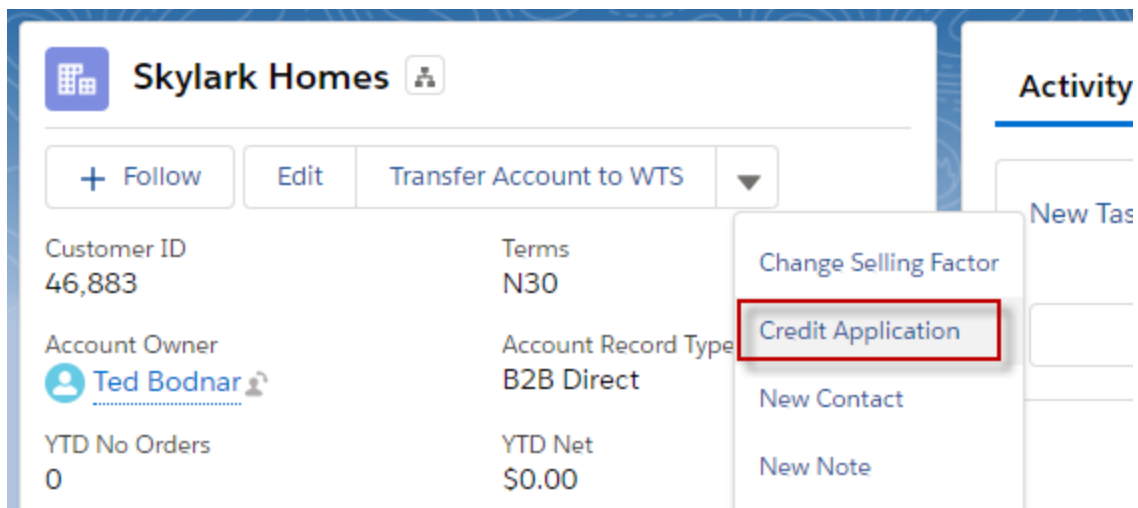 Skylark Homes
Activity
+ Follow
Edit
Transfer Account to WTS
New Tas
Customer ID
46,883
Terms
N30
Change Selling Factor
Credit Application
New Contact
New Note
Account Owner
Ted Bodnar
Account Record Type
B2B Direct
YTD No Orders
0
YTD Net
$0.00